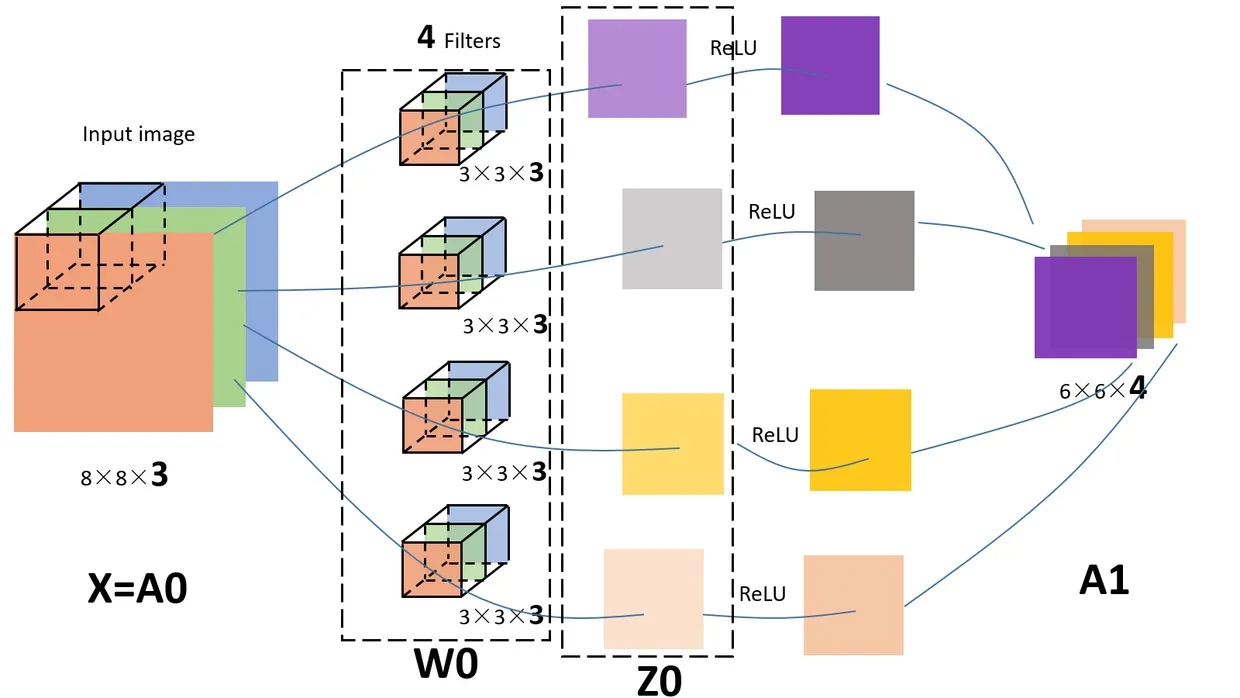 4 Filters
Input image
3×3×3
3×3×3
3×3×3
3×3×3
8×8×3
X=A0
W0
Z0
ReLU
ReLU
ReLU
ReLU
6×6×4
A1